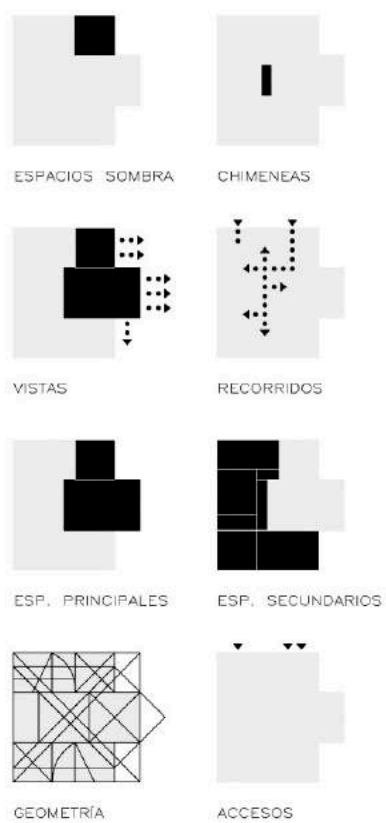 ESPACIOS SOMBRA
CHIMENEAS
VISTAS
RECORRIDOS
ESP. PRINCIPALES
ESP. SECUNDARIOS
GEOMETRÍA
ACCESOS